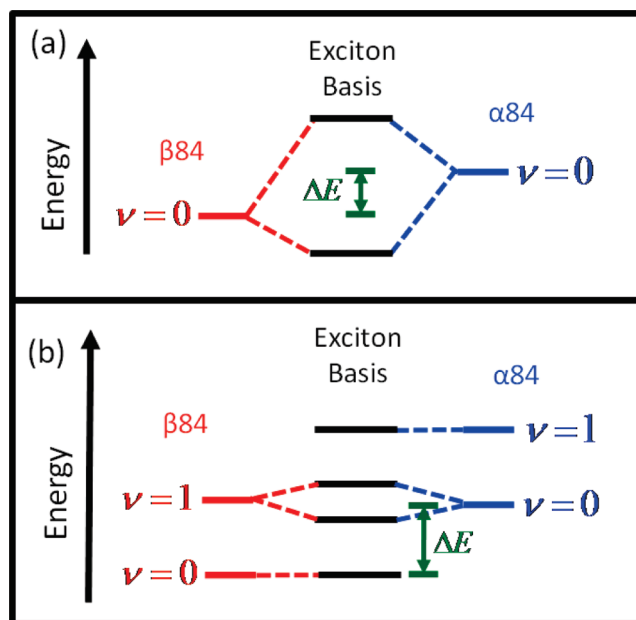 (a)
Exciton
Basis
α84
β84
Energy
ν=0
ΔE
ν=0
(b)
Exciton
Basis
α84
β84
Energy
ν=1
ν=1
ν=0
ΔE
ν=0